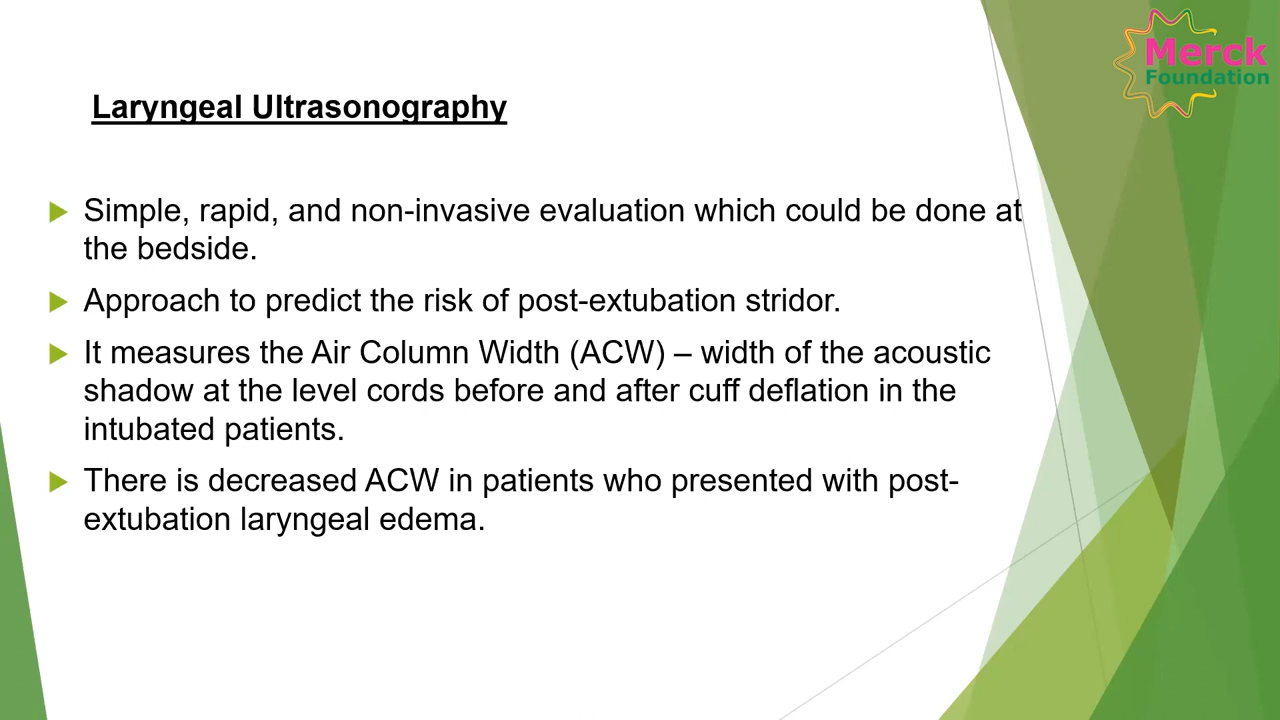 Merck
Foundation
Laryngeal Ultrasonography
Simple, rapid, and non-invasive evaluation which could be done at
the bedside.
Approach to predict the risk of post-extubation stridor.
It measures the Air Column Width (ACW) – width of the acoustic
shadow at the level cords before and after cuff deflation in the
intubated patients.
There is decreased ACW in patients who presented with post-
extubation laryngeal edema.